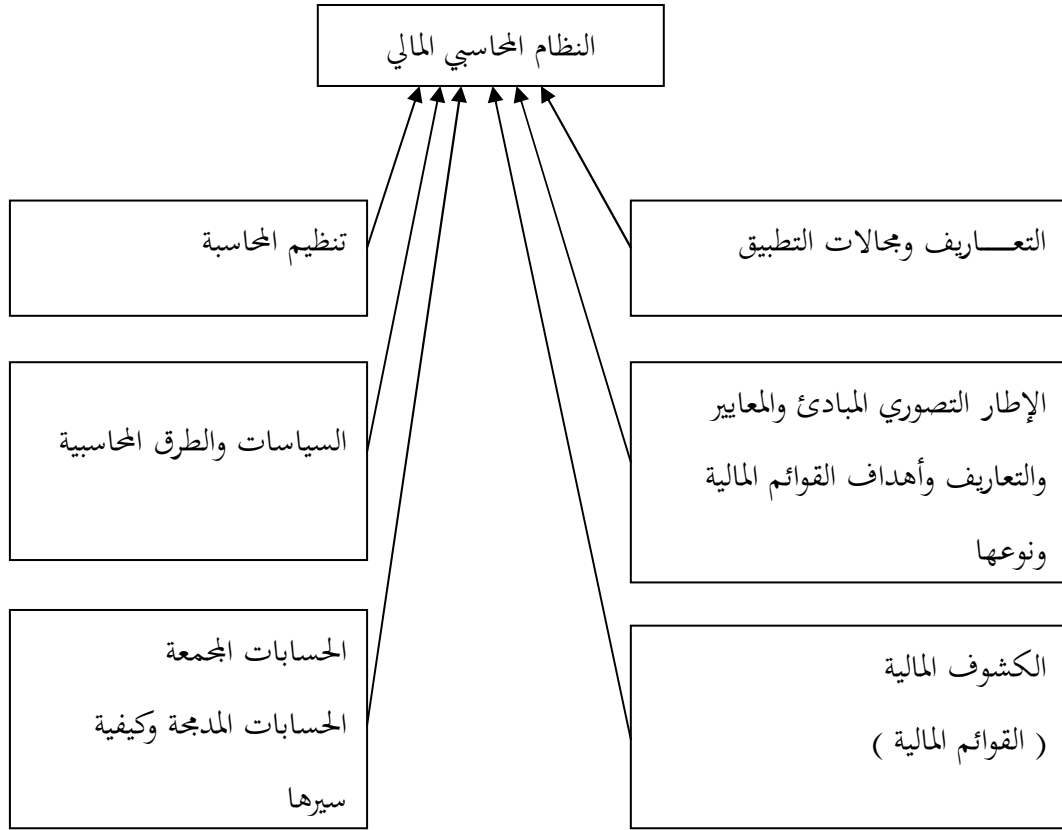 النظام المحاسبي المالي
التعـــاريف ومجالات التطبيق
تنظيم المحاسبة
الإطار التصوري المبادئ والمعايير
والتعاريف وأهداف القوائم المالية
ونوعها
السياسات والطرق المحاسبية
الكشوف المالية
( القوائم المالية )
الحسابات المجمعة
الحسابات المدمجة وكيفية
سيرها